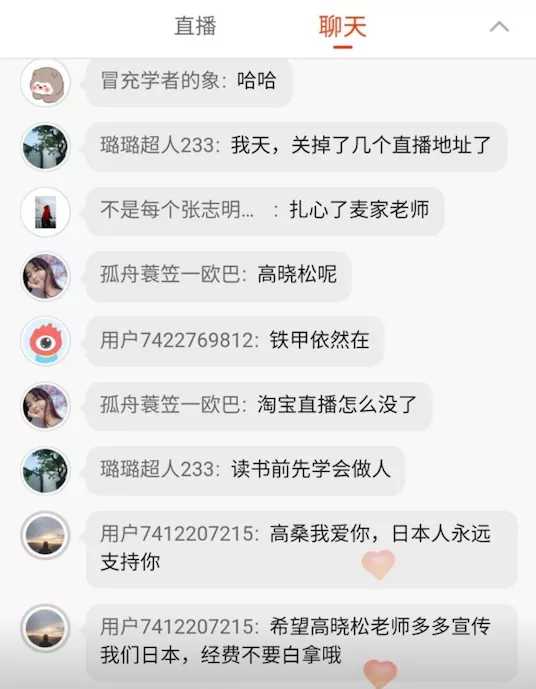 直播
聊天
冒充学者的象：哈哈
璐璐超人233：我天，关掉了几个直播地址了
不是每个张志明...：扎心了麦家老师
孤舟蓑笠一欧巴：高晓松呢
用户7422769812：铁甲依然在
孤舟蓑笠一欧巴：淘宝直播怎么没了
璐璐超人233：读书前先学会做人
用户7412207215：高桑我爱你，日本人永远
支持你
用户7412207215：希望高晓松老师多多宣传
我们日本，经费不要白拿哦